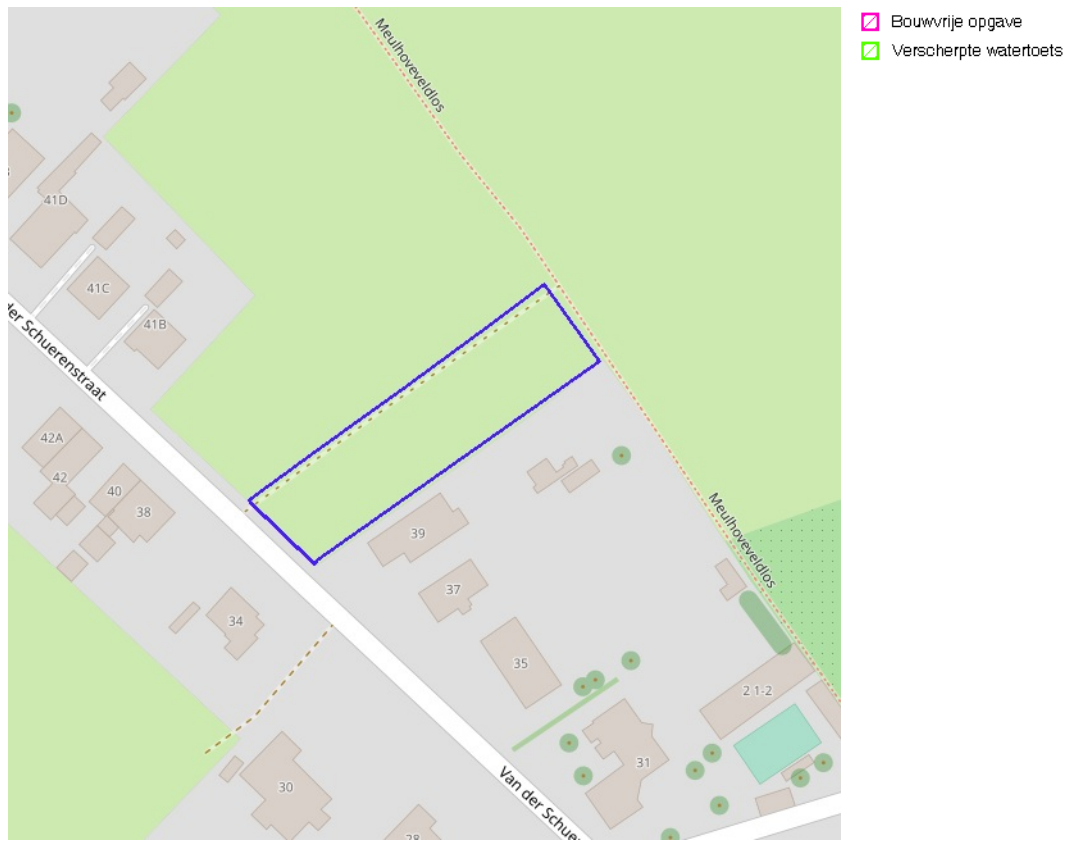 Bouwvrije opgave
Verscherpte watertoets
Meulhoveveldlos
41D
41C
41B
der Schuerenstraat
42A
42
40
38
39
37
34
35
Meulhoveveldlos
2 1-2
31
30
28
Van der Schue